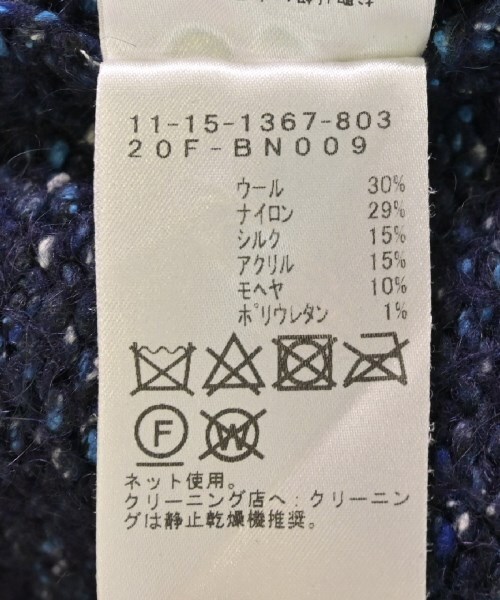 11-15-1367-803
20F-BN009
ウール 30%
ナイロン 29%
シルク 15%
アクリル 15%
モヘヤ 10%
ポリウレタン 1%
F
W
ネット使用。
クリーニング店へ:クリーニン
グは静止乾燥機推奨。